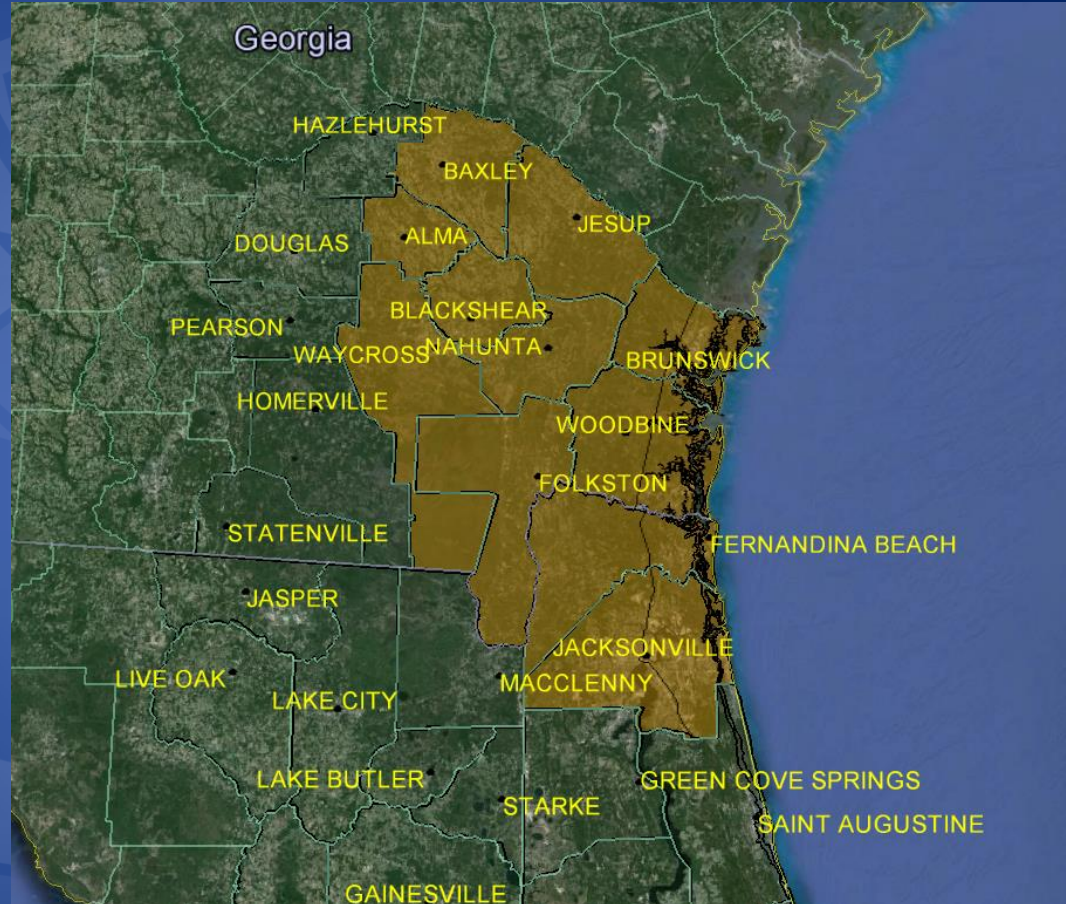 Georgia
HAZLEHURST
BAXLEY
JESUP
ALMA
DOUGLAS
BLACKSHEAR
PEARSON
NAHUNTA
WAYCROSS
BRUNSWICK
HOMERVILLE
WOODBINE
FOLKSTON
STATENVILLE
FERNANDINA BEACH
JASPER
JACKSONVILLE
LIVE OAK
MACCLENNY
LAKE CITY
LAKE BUTLER
GREEN COVE SPRINGS
STARKE
SAINT AUGUSTINE
GAINESVILLE